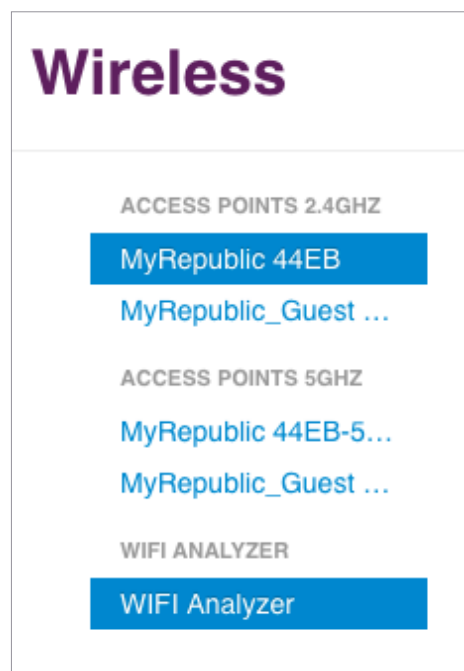 Wireless
ACCESS POINTS 2.4GHZ
MyRepublic 44EB
MyRepublic_Guest ...
ACCESS POINTS 5GHZ
MyRepublic 44EB-5...
MyRepublic_Guest ...
WIFI ANALYZER
WIFI Analyzer